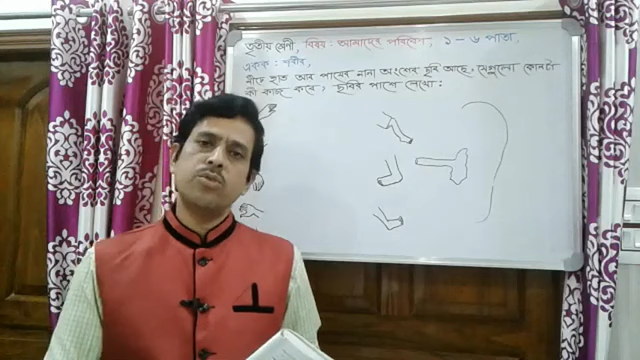 তৃতীয় শ্রেণী, বিষয়: আমাদের পরিবেশ, ১-৬ পাতা,
একক: শরীর,
নীচে হাত আর পায়ের নানা অংশের ছবি আছে, সেগুলো কোনটা
কী কাজ করে, ছবির পাশে লেখো: